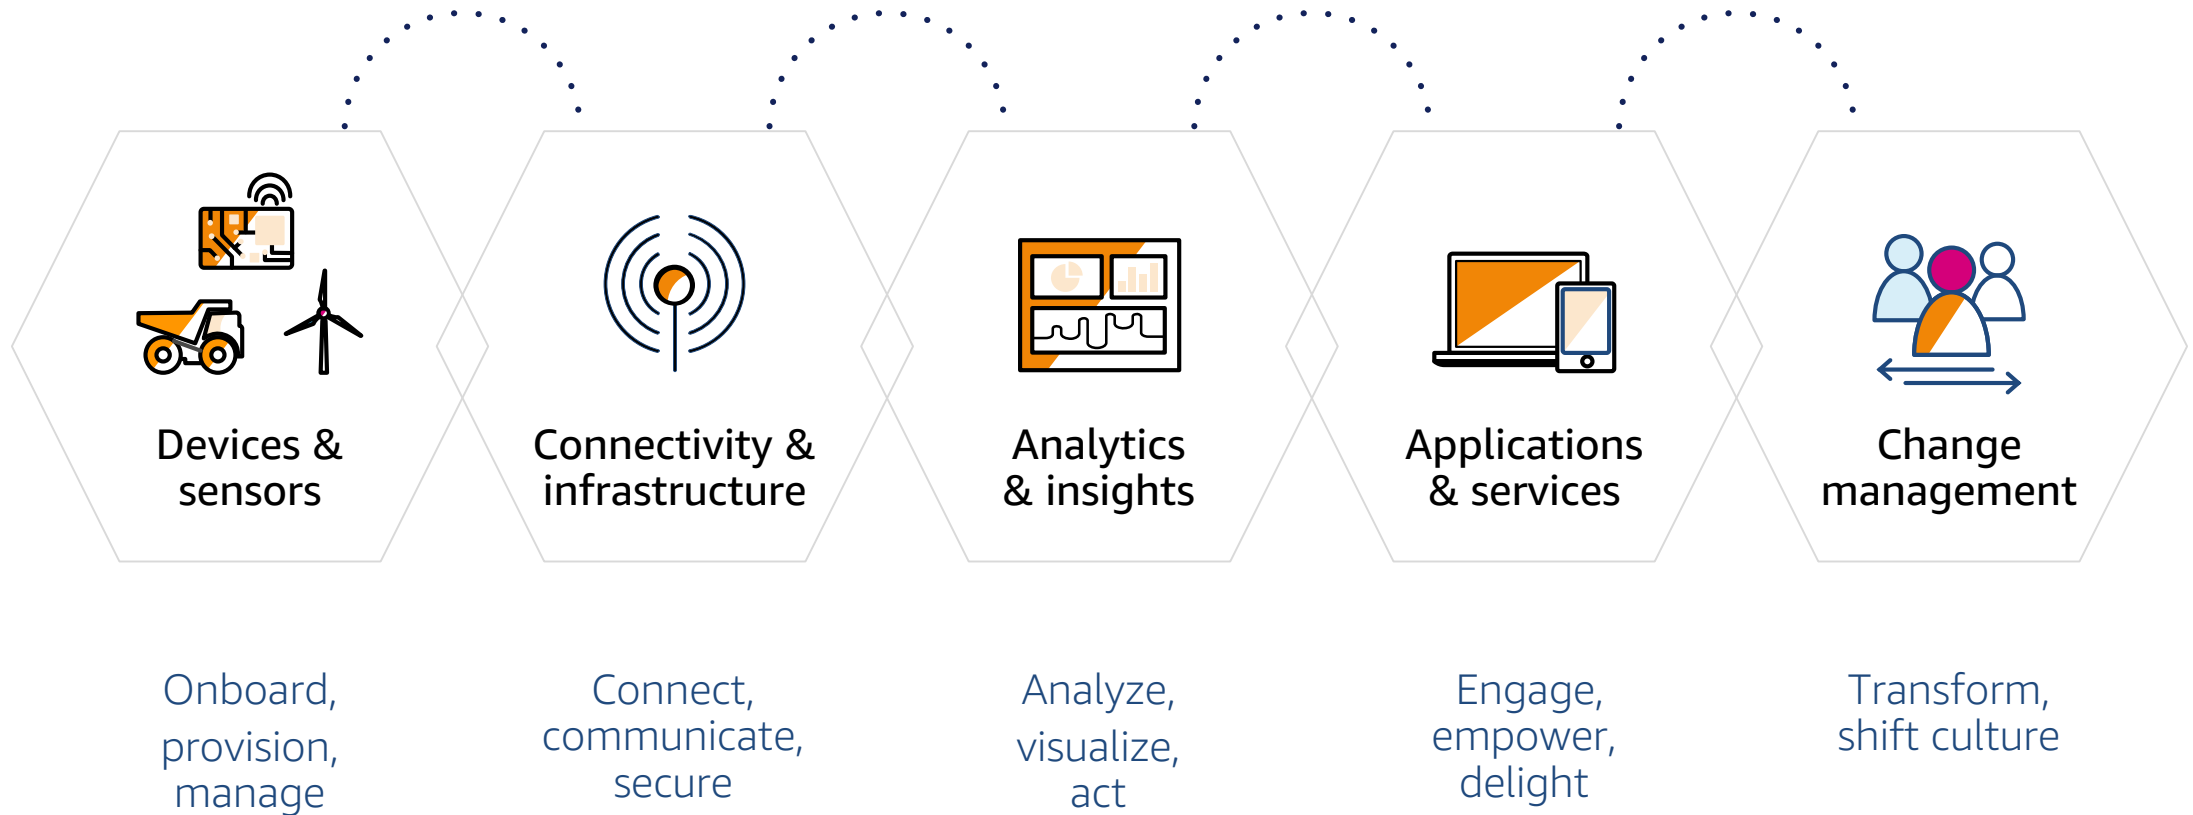 Devices &
sensors
Connectivity &
infrastructure
Analytics
& insights
Applications
& services
Change
management
Onboard,
provision,
manage
Connect,
communicate,
secure
Analyze,
visualize,
act
Engage,
empower,
delight
Transform,
shift culture